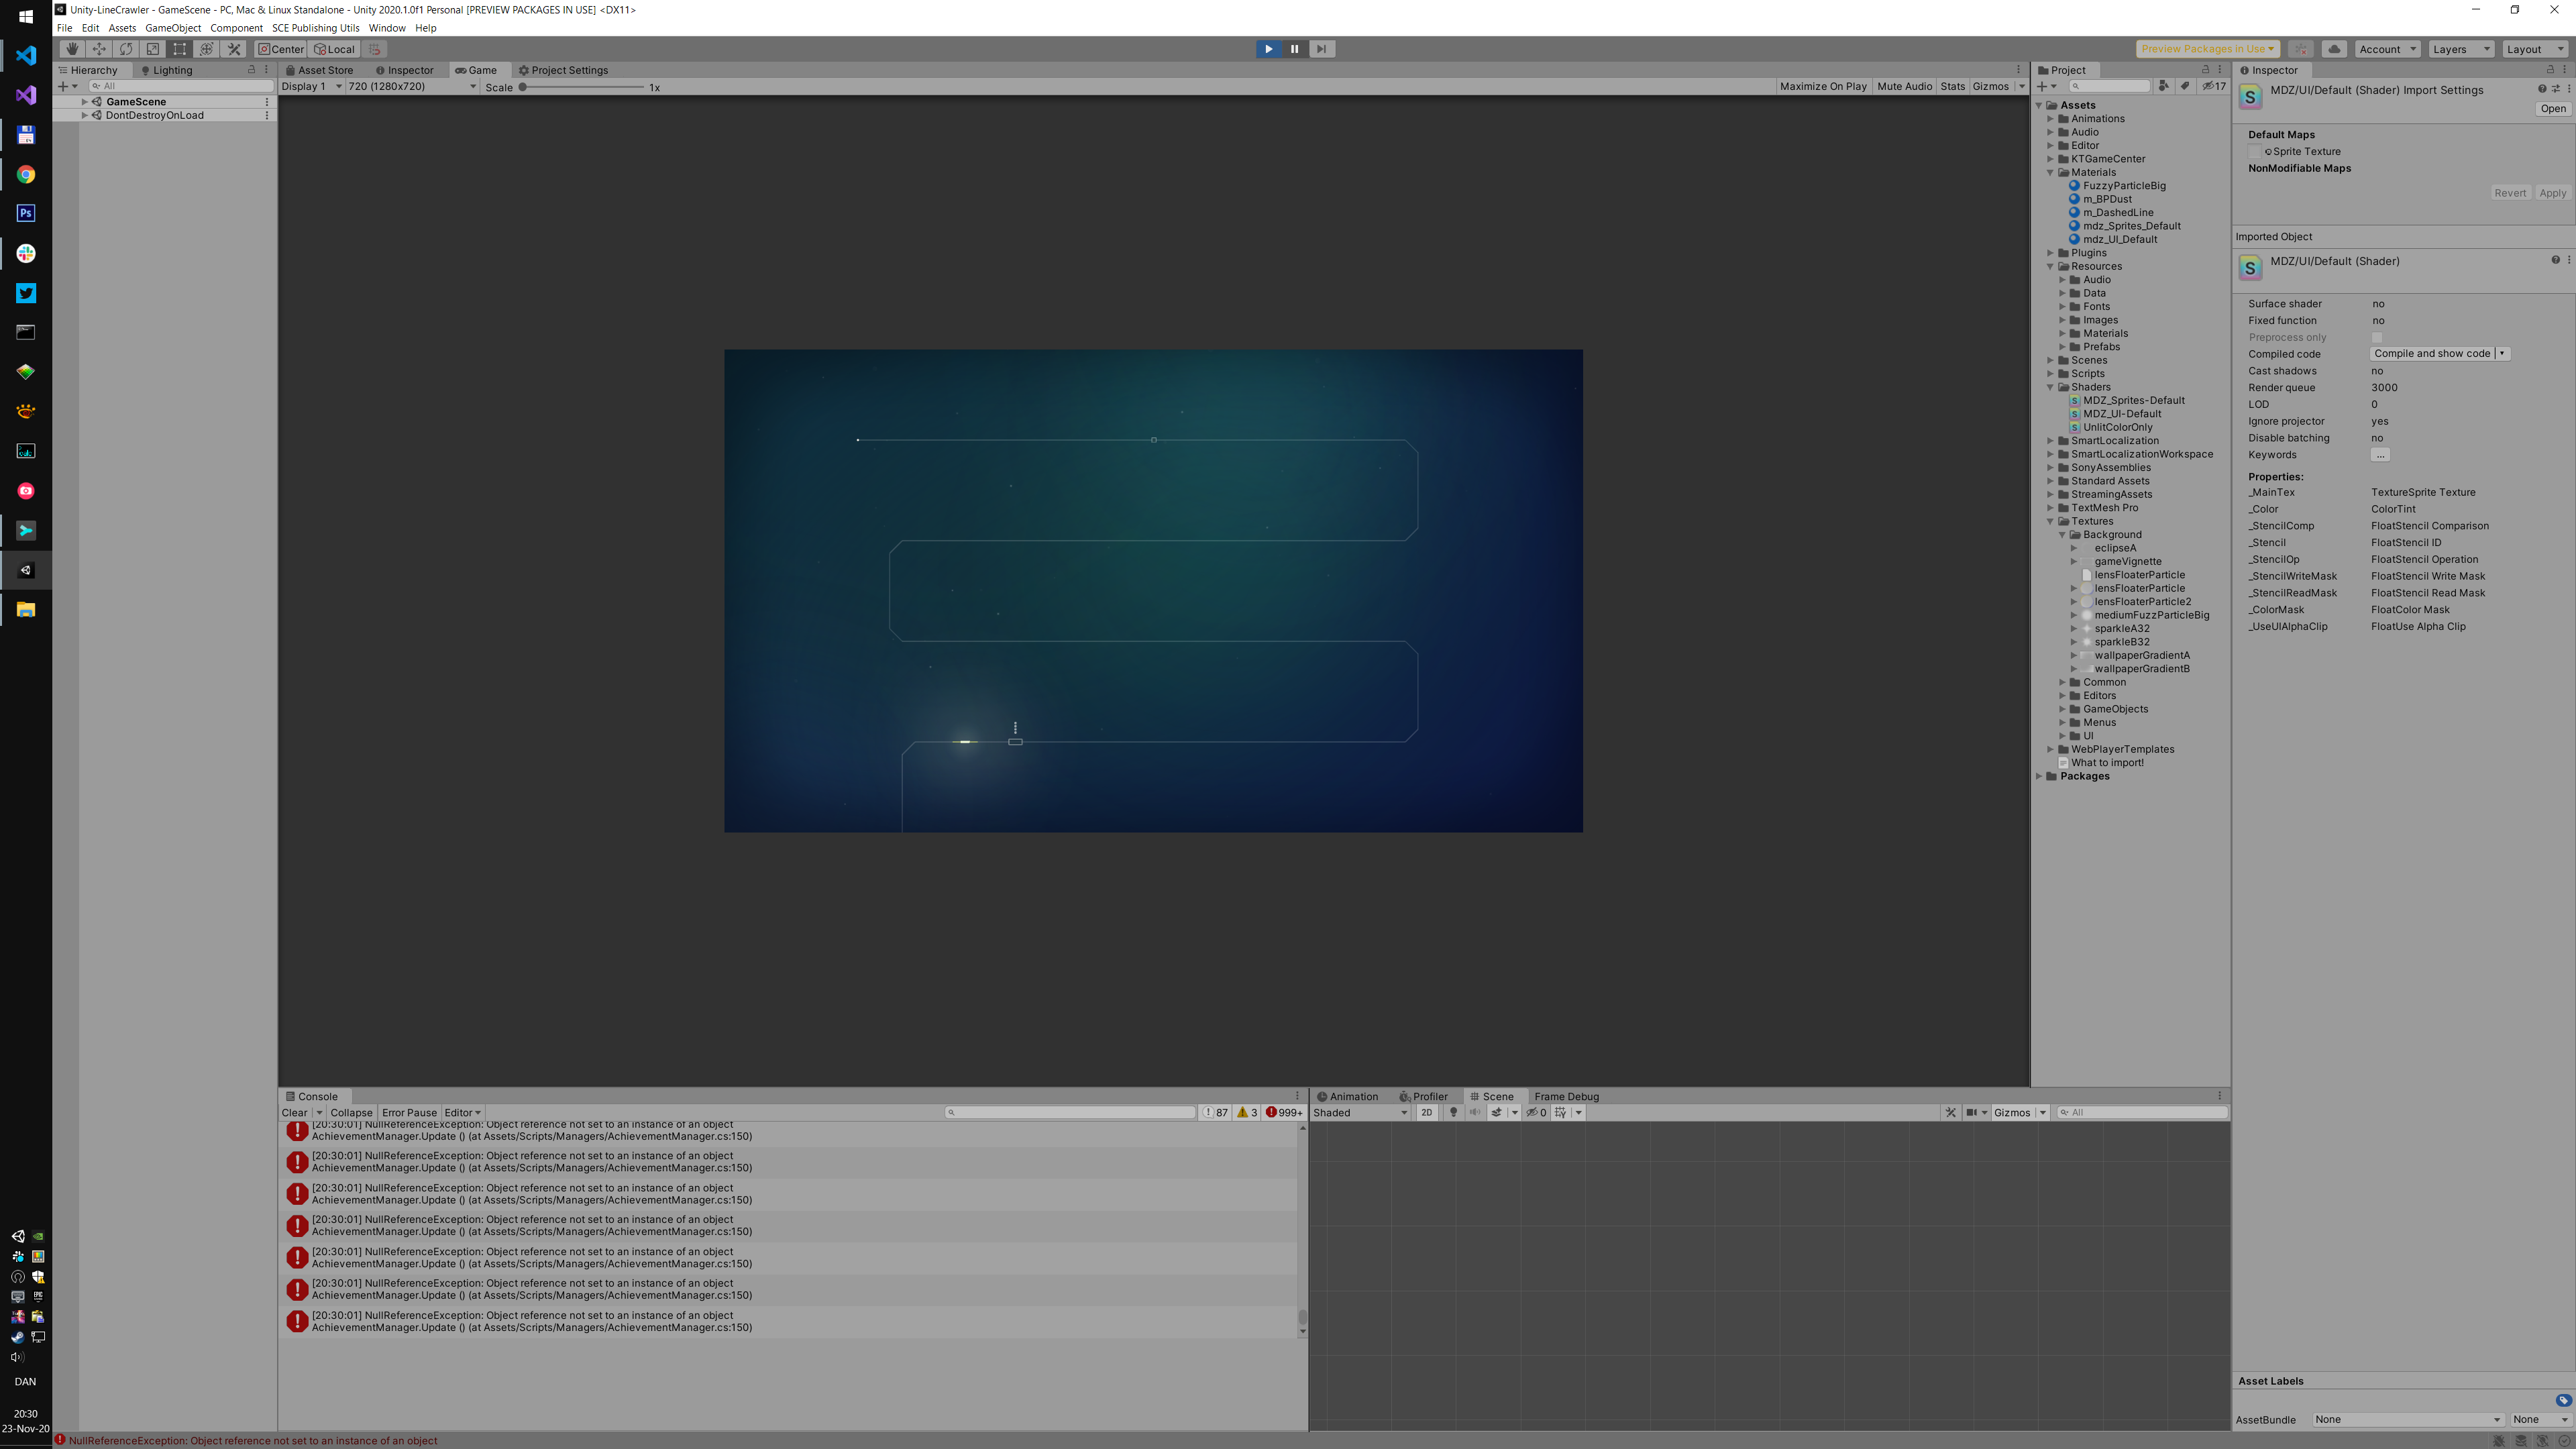 Unity-LineCrawler - GameScene - PC, Mac & Linux Standalone - Unity 2020.1.0f1 Personal [PREVIEW PACKAGES IN USE] <DX11>
File Edit Assets GameObject Component SCE Publishing Utils Window Help
Center Local Preview Packages in Use Account Layers Layout
Hierarchy Lighting
All
GameScene
DontDestroyOnLoad
Asset Store Inspector Game Project Settings
Display 1 720 (1280x720) Scale 1x Maximize On Play Mute Audio Stats Gizmos
Project
17
Assets
Animations
Audio
Editor
KTGameCenter
Materials
FuzzyParticleBig
m_BPDust
m_DashedLine
mdz_Sprites_Default
mdz_UI_Default
Plugins
Resources
Audio
Data
Fonts
Images
Materials
Prefabs
Scenes
Scripts
Shaders
MDZ_Sprites-Default
MDZ_UI-Default
UnlitColorOnly
SmartLocalization
SmartLocalizationWorkspace
SonyAssemblies
Standard Assets
StreamingAssets
TextMesh Pro
Textures
Background
eclipseA
gameVignette
lensFloaterParticle
lensFloaterParticle
lensFloaterParticle2
mediumFuzzParticleBig
sparkleA32
sparkleB32
wallpaperGradientA
wallpaperGradientB
Common
Editors
GameObjects
Menus
UI
WebPlayerTemplates
What to import!
Packages
Inspector
MDZ/UI/Default (Shader) Import Settings
Open
Default Maps
Sprite Texture
NonModifiable Maps
Revert Apply
Imported Object
MDZ/UI/Default (Shader)
Surface shader no
Fixed function no
Preprocess only
Compiled code Compile and show code
Cast shadows no
Render queue 3000
LOD 0
Ignore projector yes
Disable batching no
Keywords ...
Properties:
_MainTex TextureSprite Texture
_Color ColorTint
_StencilComp FloatStencil Comparison
_Stencil FloatStencil ID
_StencilOp FloatStencil Operation
_StencilWriteMask FloatStencil Write Mask
_StencilReadMask FloatStencil Read Mask
_ColorMask FloatColor Mask
_UseUIAlphaClip FloatUse Alpha Clip
Asset Labels
AssetBundle None None
Console
Clear Collapse Error Pause Editor 87 3 999+
[20:30:01] NullReferenceException: Object reference not set to an instance of an object
AchievementManager.Update () (at Assets/Scripts/Managers/AchievementManager.cs:150)
[20:30:01] NullReferenceException: Object reference not set to an instance of an object
AchievementManager.Update () (at Assets/Scripts/Managers/AchievementManager.cs:150)
[20:30:01] NullReferenceException: Object reference not set to an instance of an object
AchievementManager.Update () (at Assets/Scripts/Managers/AchievementManager.cs:150)
[20:30:01] NullReferenceException: Object reference not set to an instance of an object
AchievementManager.Update () (at Assets/Scripts/Managers/AchievementManager.cs:150)
[20:30:01] NullReferenceException: Object reference not set to an instance of an object
AchievementManager.Update () (at Assets/Scripts/Managers/AchievementManager.cs:150)
[20:30:01] NullReferenceException: Object reference not set to an instance of an object
AchievementManager.Update () (at Assets/Scripts/Managers/AchievementManager.cs:150)
[20:30:01] NullReferenceException: Object reference not set to an instance of an object
AchievementManager.Update () (at Assets/Scripts/Managers/AchievementManager.cs:150)
Animation Profiler Scene Frame Debug
Shaded 2D 0 Gizmos All
NullReferenceException: Object reference not set to an instance of an object
Ps
DAN
20:30
23-Nov-20